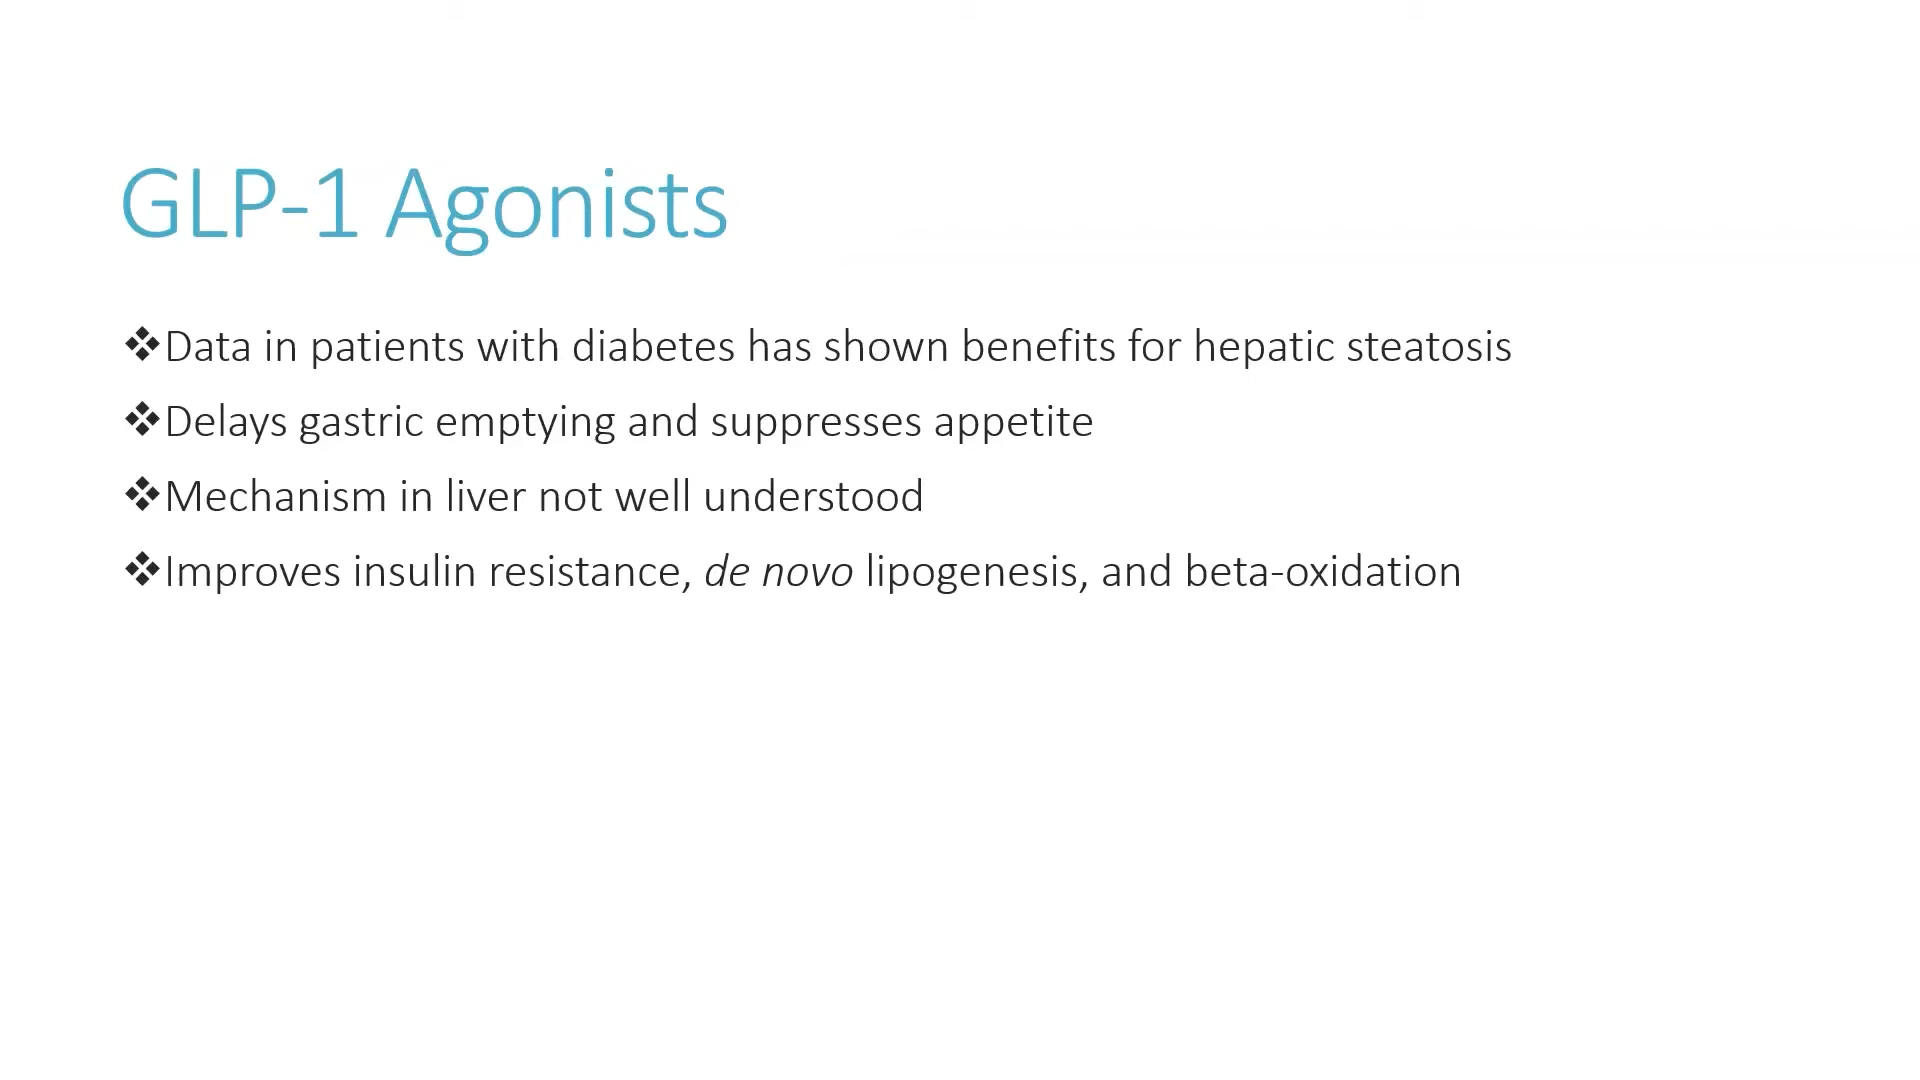 GLP-1 Agonists
❖Data in patients with diabetes has shown benefits for hepatic steatosis
❖Delays gastric emptying and suppresses appetite
❖Mechanism in liver not well understood
❖Improves insulin resistance, de novo lipogenesis, and beta-oxidation